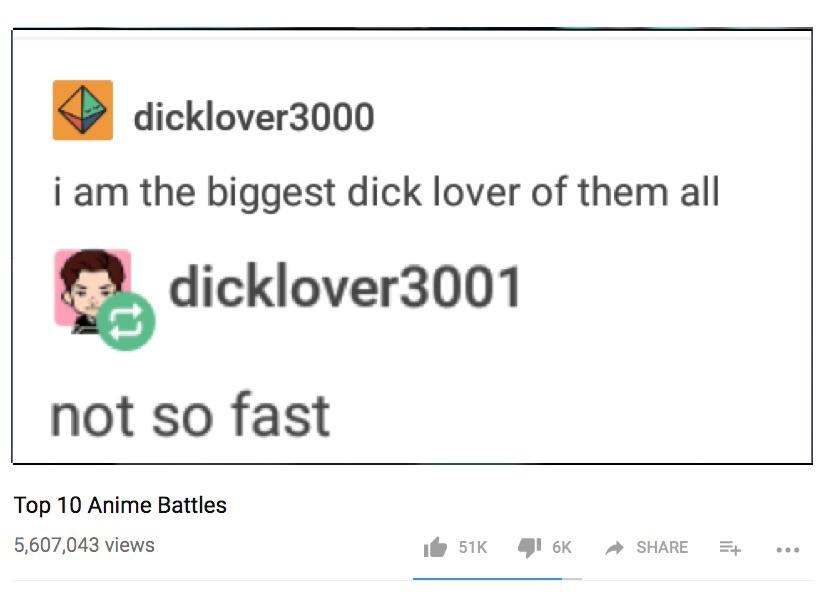 dicklover3000
i am the biggest dick lover of them all
dicklover3001
not so fast
Top 10 Anime Battles
5,607,043 views
51K
6K
SHARE